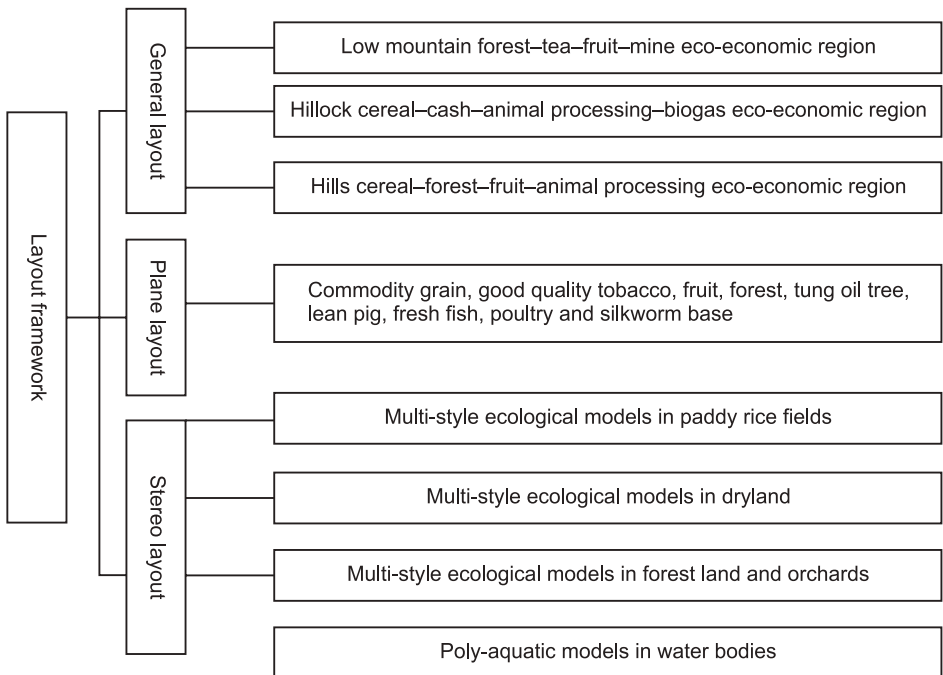 Layout framework
General layout
Low mountain forest–tea–fruit–mine eco-economic region
Hillock cereal–cash–animal processing–biogas eco-economic region
Hills cereal–forest–fruit–animal processing eco-economic region
Plane layout
Commodity grain, good quality tobacco, fruit, forest, tung oil tree,
lean pig, fresh fish, poultry and silkworm base
Stereo layout
Multi-style ecological models in paddy rice fields
Multi-style ecological models in dryland
Multi-style ecological models in forest land and orchards
Poly-aquatic models in water bodies